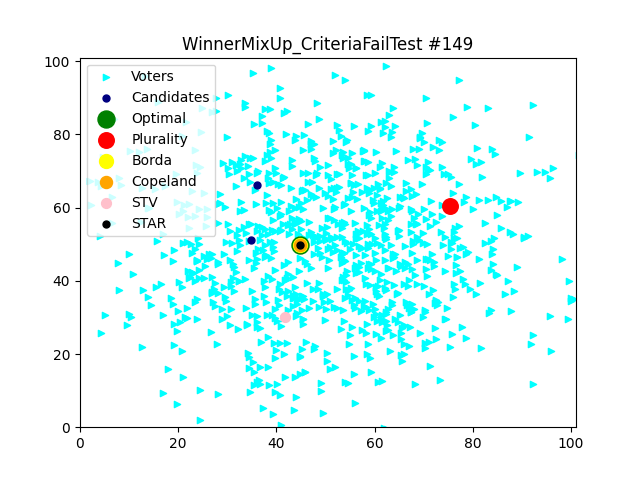 WinnerMixUp_CriteriaFailTest #149
100
80
60
40
20
0
Voters
Candidates
Optimal
Plurality
Borda
Copeland
STV
STAR
0 20 40 60 80 100